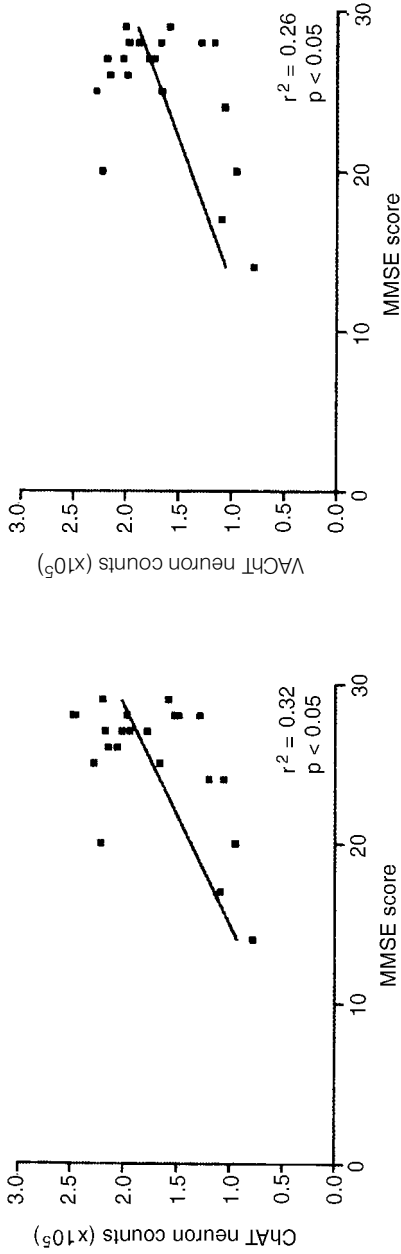 3.0
2.5
2.0
1.5
1.0
0.5
0.0
ChAT neuron counts (x10⁵)
0
10
20
30
MMSE score
r² = 0.32
p < 0.05
3.0
2.5
2.0
1.5
1.0
0.5
0.0
VAChT neuron counts (x10⁵)
0
10
20
30
MMSE score
r² = 0.26
p < 0.05